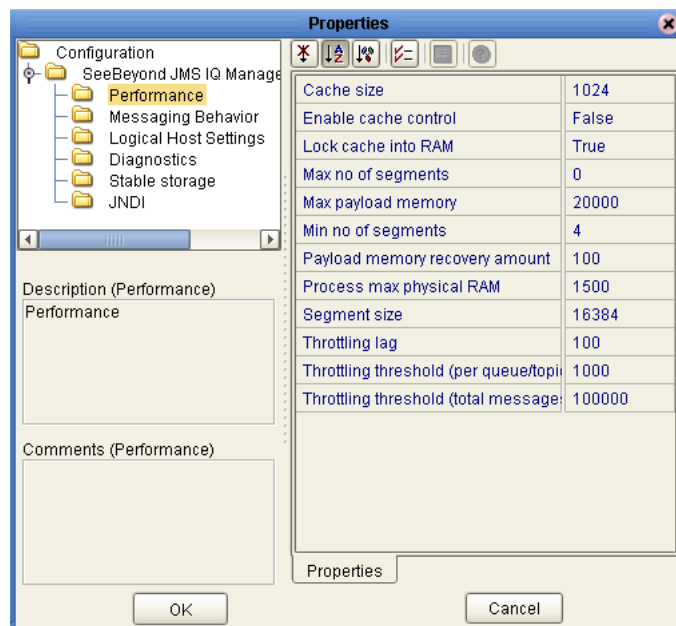 Properties
Configuration
SeeBeyond JMS IQ Manage
Performance
Messaging Behavior
Logical Host Settings
Diagnostics
Stable storage
JNDI
Description (Performance)
Performance
Comments (Performance)
Cache size 1024
Enable cache control False
Lock cache into RAM True
Max no of segments 0
Max payload memory 20000
Min no of segments 4
Payload memory recovery amount 100
Process max physical RAM 1500
Segment size 16384
Throttling lag 100
Throttling threshold (per queue/topi 1000
Throttling threshold (total message 100000
Properties
OK
Cancel